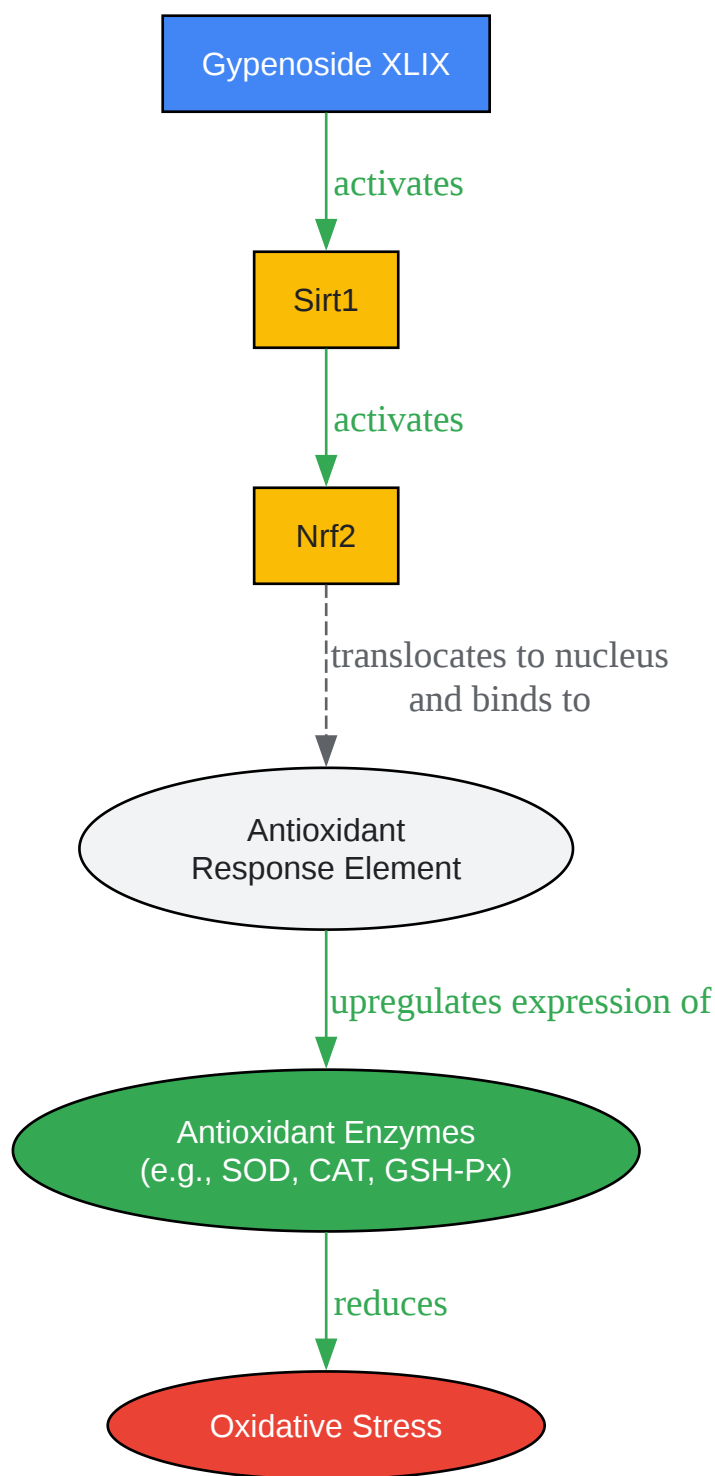 Gypenoside XLIX
activates
Sirt1
activates
Nrf2
translocates to nucleus
and binds to
Antioxidant
Response Element
upregulates expression of
Antioxidant Enzymes
(e.g., SOD, CAT, GSH-Px)
reduces
Oxidative Stress